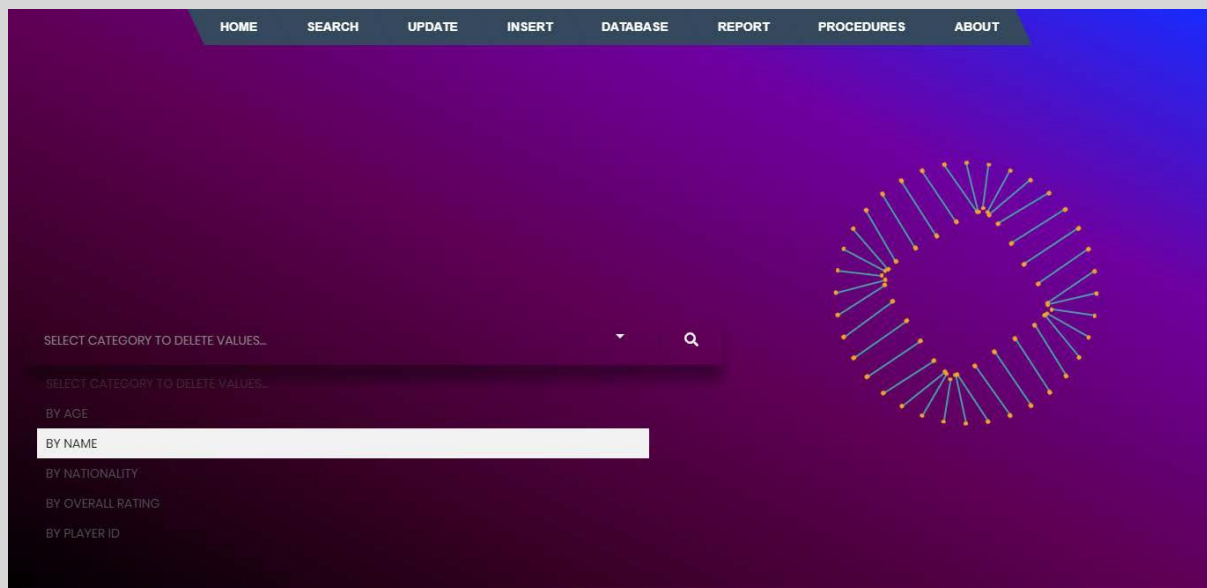 HOME SEARCH UPDATE INSERT DATABASE REPORT PROCEDURES ABOUT
SELECT CATEGORY TO DELETE VALUES...
SELECT CATEGORY TO DELETE VALUES...
BY AGE
BY NAME
BY NATIONALITY
BY OVERALL RATING
BY PLAYER ID